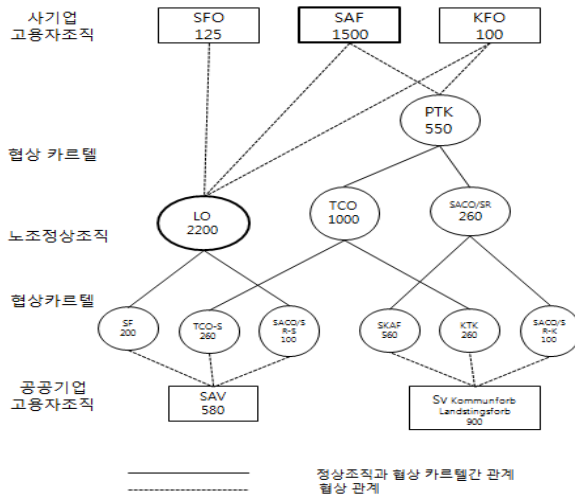 사기업
고용자조직
SFO
125
SAF
1500
KFO
100
PTK
550
협상 카르텔
노조정상조직
LO
2200
TCO
1000
SACO/SR
260
협상카르텔
SF
200
TCO-S
260
SACO/S
R-S
100
SKAF
560
KTK
260
SACO/S
R-K
100
공공기업
고용자조직
SAV
580
Sv Kommunforb
Landstingsforb
900
정상조직과 협상 카르텔간 관계
협상 관계